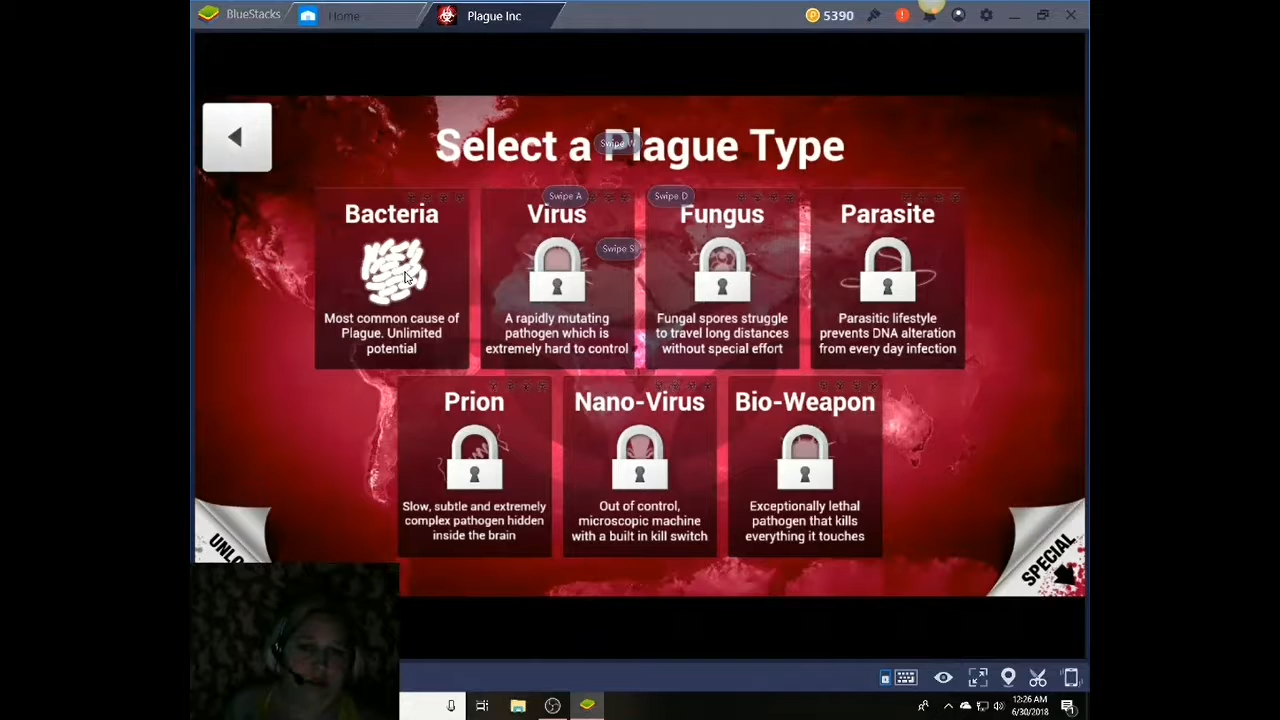 BlueStacks Home Plague Inc 5390
Select a Plague Type
Swipe W
Swipe A Swipe D
Bacteria Virus Fungus Parasite
Swipe S
Most common cause of
Plague. Unlimited
potential
A rapidly mutating
pathogen which is
extremely hard to control
Fungal spores struggle
to travel long distances
without special effort
Parasitic lifestyle
prevents DNA alteration
from every day infection
Prion Nano-Virus Bio-Weapon
Slow, subtle and extremely
complex pathogen hidden
inside the brain
Out of control,
microscopic machine
with a built in kill switch
Exceptionally lethal
pathogen that kills
everything it touches
SPECIAL
12:26 AM
6/30/2018